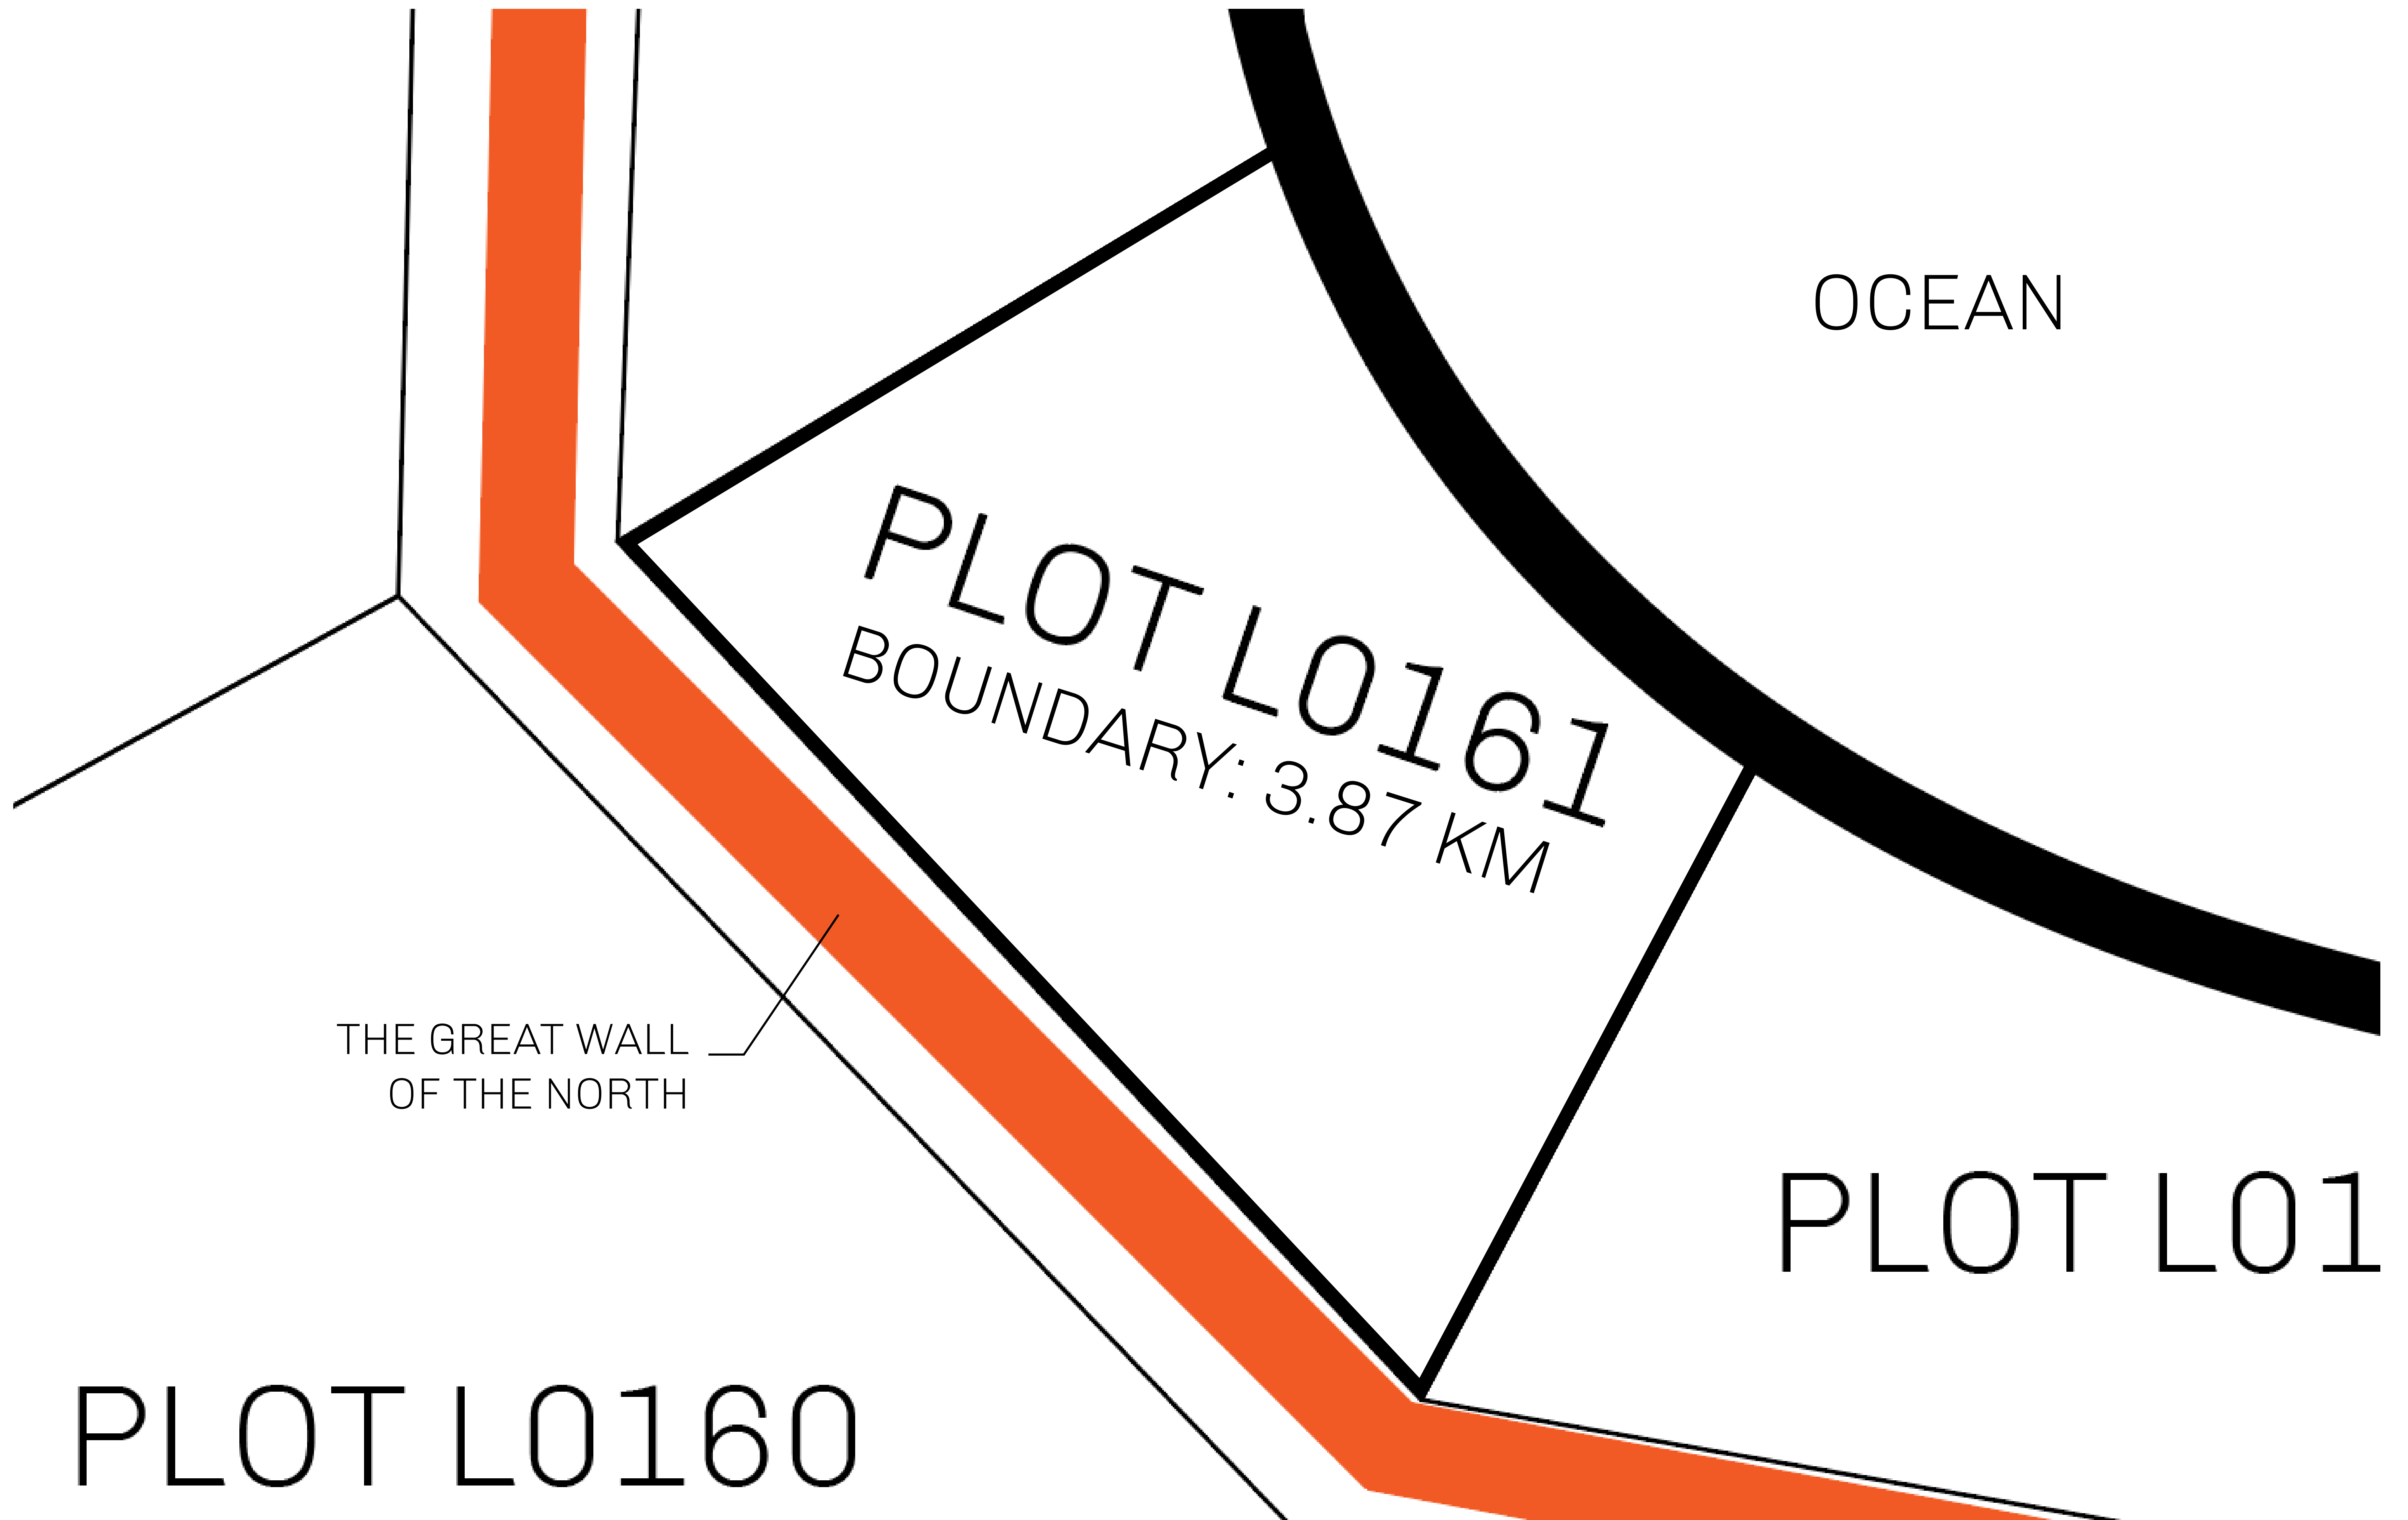 OCEAN
PLOT L0161
BOUNDARY: 3.87 KM
THE GREAT WALL
OF THE NORTH
PLOT L01
PLOT L0160